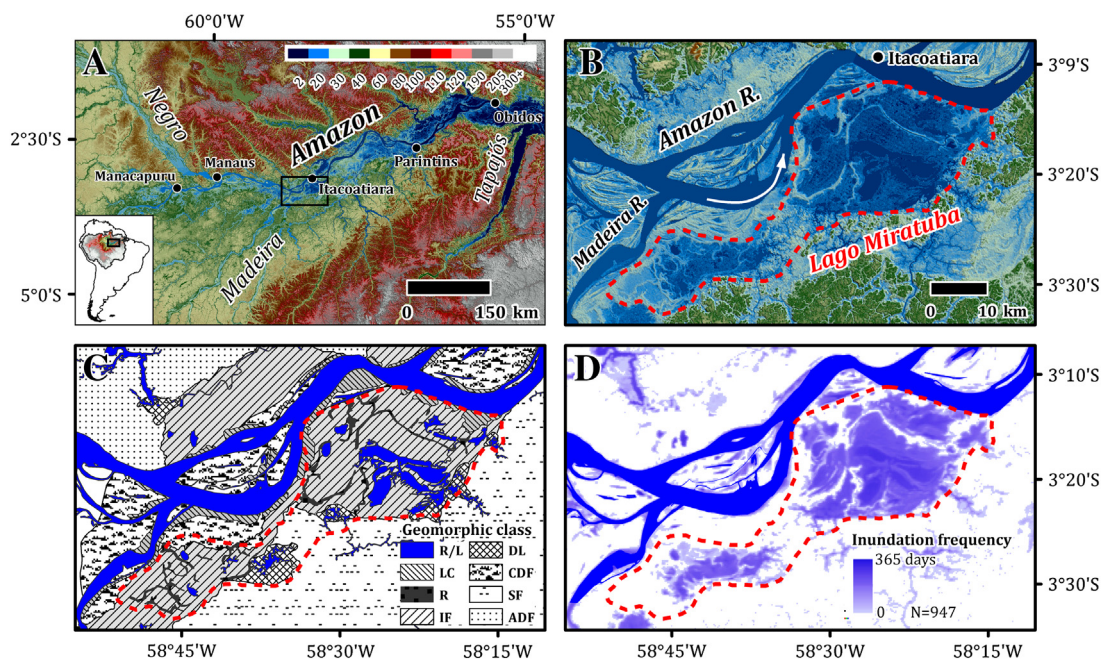 60°0'W
55°0'W
A
2
20
30
40
60
80
100
110
120
190
205
300+
Negro
Amazon
Obidos
2°30'S
Manaus
Parintins
Manacapuru
Itacoatiara
Tapajós
Madeira
5°0'S
0 150 km
B
Itacoatiara
3°9'S
Amazon R.
3°20'S
Madeira R.
Lago Miratuba
3°30'S
0 10 km
C
Geomorphic class
R/L DL
LC CDF
R SF
IF ADF
58°45'W 58°30'W 58°15'W
D
3°10'S
3°20'S
Inundation frequency
365 days
0 N=947
3°30'S
58°45'W 58°30'W 58°15'W